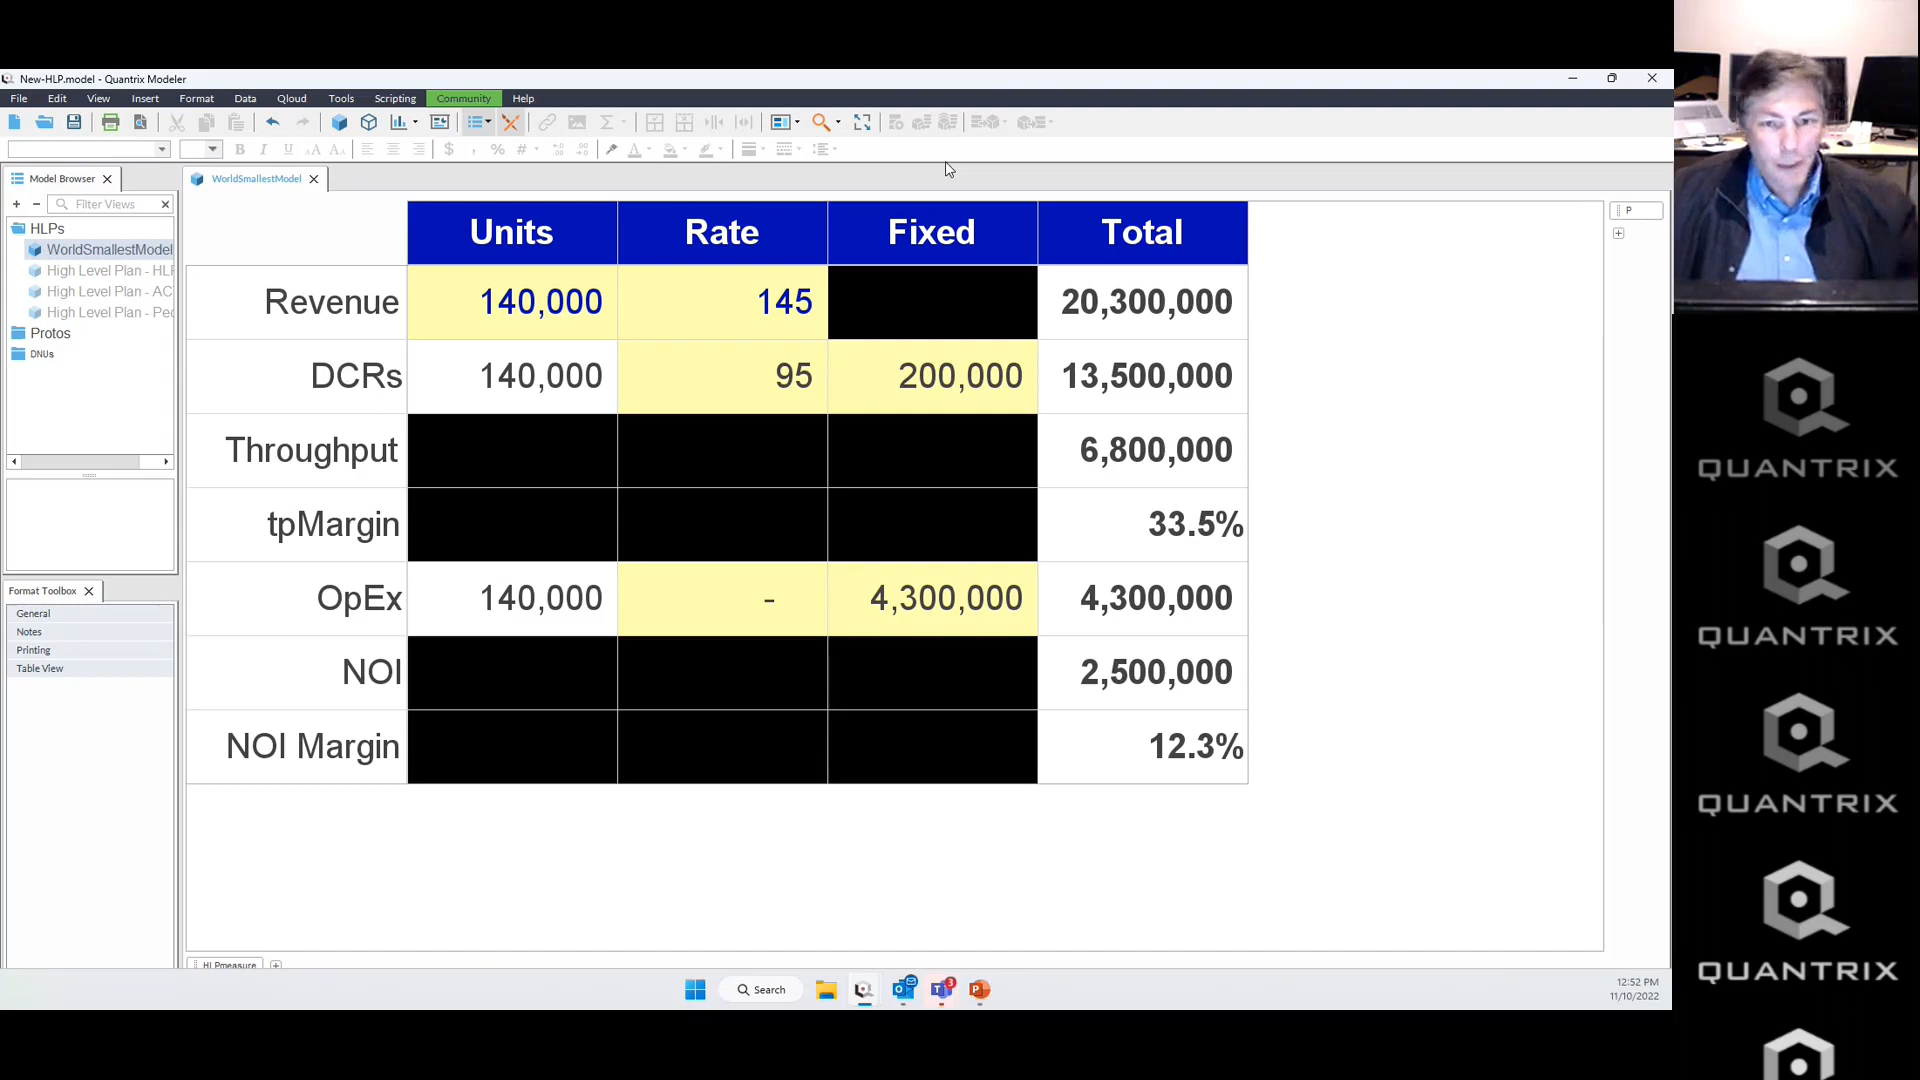 New-HLP.model - Quantrix Modeler
File Edit View Insert Format Data Qloud Tools Scripting Community Help
Model Browser
WorldSmallestModel
Filter Views
HLPs
WorldSmallestModel
High Level Plan - HLP
High Level Plan - AC
High Level Plan - Peo
Protos
DNUs
Format Toolbox
General
Notes
Printing
Table View
Units Rate Fixed Total
Revenue 140,000 145 20,300,000
DCRs 140,000 95 200,000 13,500,000
Throughput 6,800,000
tpMargin 33.5%
OpEx 140,000 - 4,300,000 4,300,000
NOI 2,500,000
NOI Margin 12.3%
P
HLPmeasure
Search
3
12:52 PM
11/10/2022
QUANTRIX
QUANTRIX
QUANTRIX
QUANTRIX